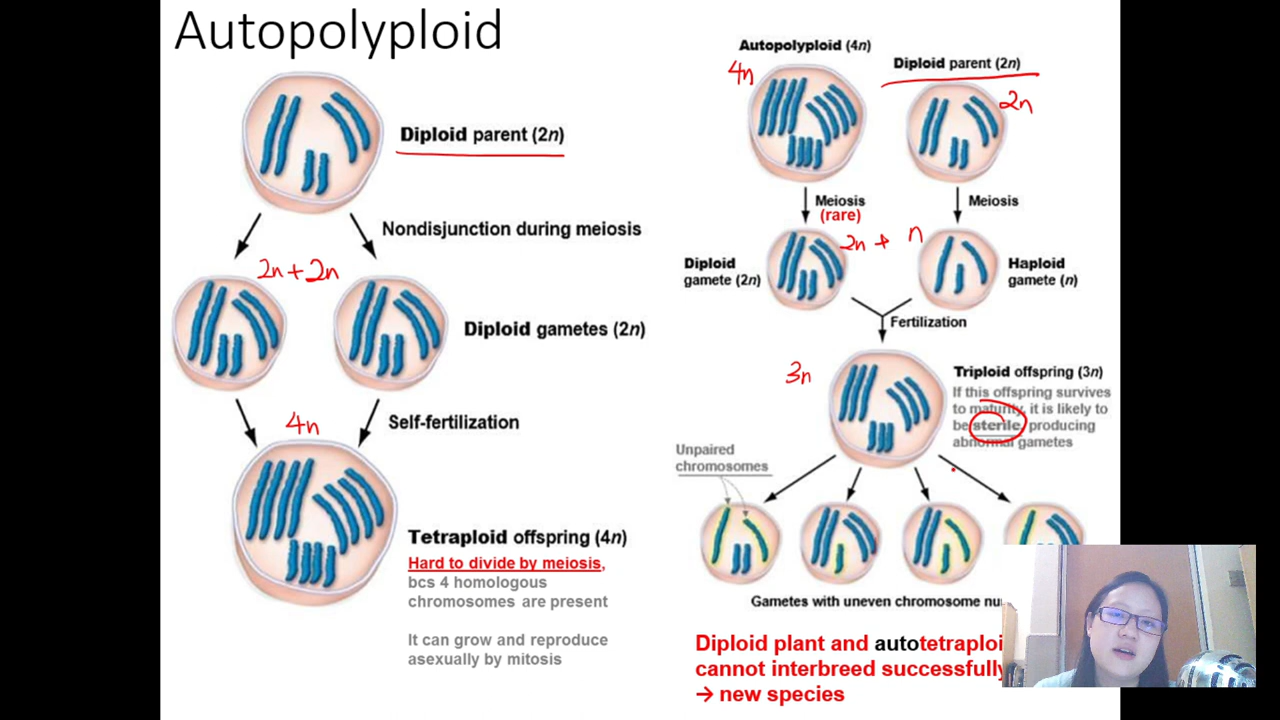 Autopolyploid
Diploid parent (2n)
Nondisjunction during meiosis
2n + 2n
Diploid gametes (2n)
Self-fertilization
4n
Tetraploid offspring (4n)
Hard to divide by meiosis,
bcs 4 homologous
chromosomes are present
It can grow and reproduce
asexually by mitosis
Autopolyploid (4n)
4n
Diploid parent (2n)
2n
Meiosis
(rare)
Meiosis
2n + n
Diploid
gamete (2n)
Haploid
gamete (n)
Fertilization
3n
Triploid offspring (3n)
If this offspring survives
to maturity, it is likely to
be sterile, producing
abnormal gametes
Unpaired
chromosomes
Gametes with uneven chromosome
Diploid plant and
cannot interbreed successfully
→ new species